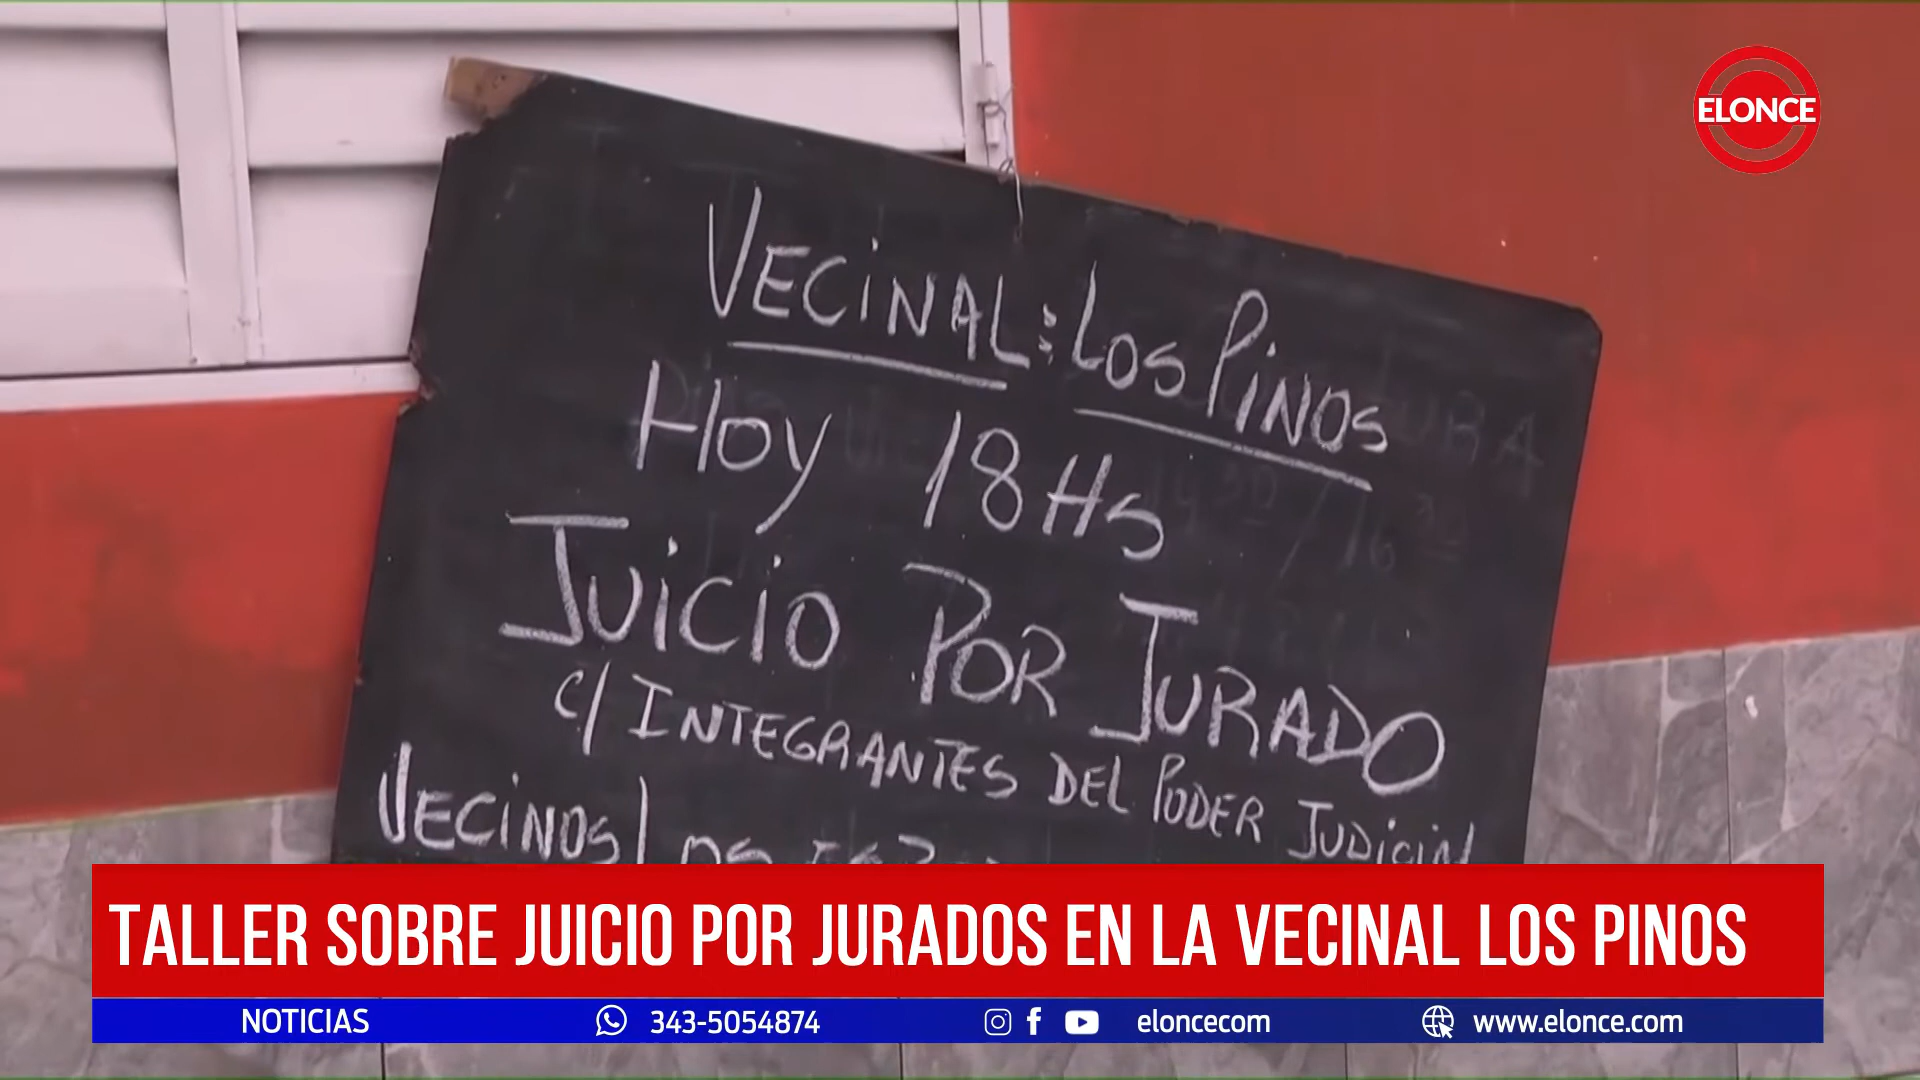 ELONCE
VECINAL: LOS PINOS
HOY 18 HS
JUICIO POR JURADO
C/ INTEGRANTES DEL PODER JUDICIAL
VECINOS
TALLER SOBRE JUICIO POR JURADOS EN LA VECINAL LOS PINOS
NOTICIAS 343-5054874 eloncecom www.elonce.com